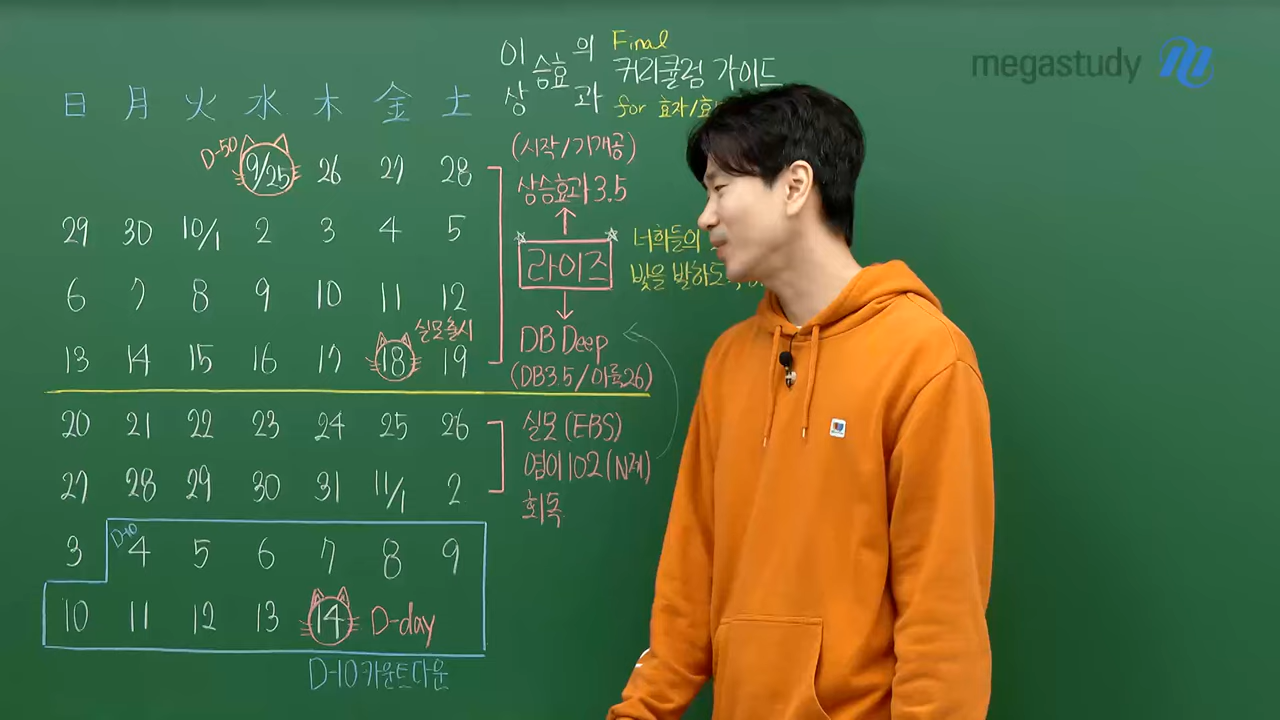 이승효의 Final
상승효과 커리큘럼 가이드
for 효자/효
megastudy
日 月 火 水 木 金 土
D-50
9/25 26 27 28
29 30 10/1 2 3 4 5
6 7 8 9 10 11 12
실모출시
13 14 15 16 17 18 19
20 21 22 23 24 25 26
27 28 29 30 31 11/1 2
D-10
3 4 5 6 7 8 9
10 11 12 13 14 D-day
D-10 카운트다운
(시작/기개공)
상승효과 3.5
라이즈
너희들의
빛을 발하도록
DB Deep
(DB3.5/아름26)
실모(EBS)
영이102(N제)
회독